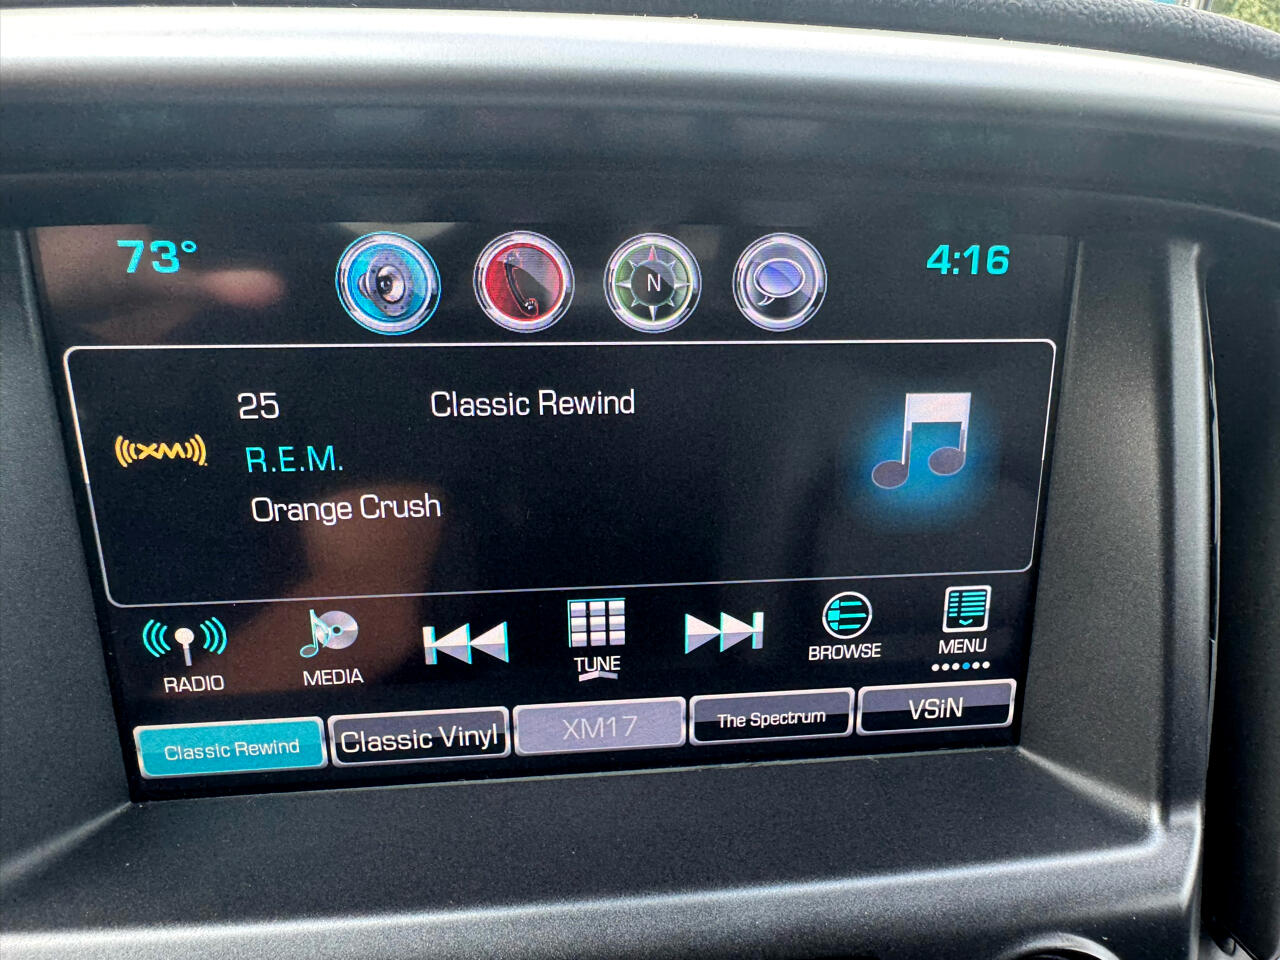 73°
N
4:16
25
Classic Rewind
XM
R.E.M.
Orange Crush
RADIO
MEDIA
TUNE
BROWSE
MENU
Classic Rewind
Classic Vinyl
XM17
The Spectrum
VSiN